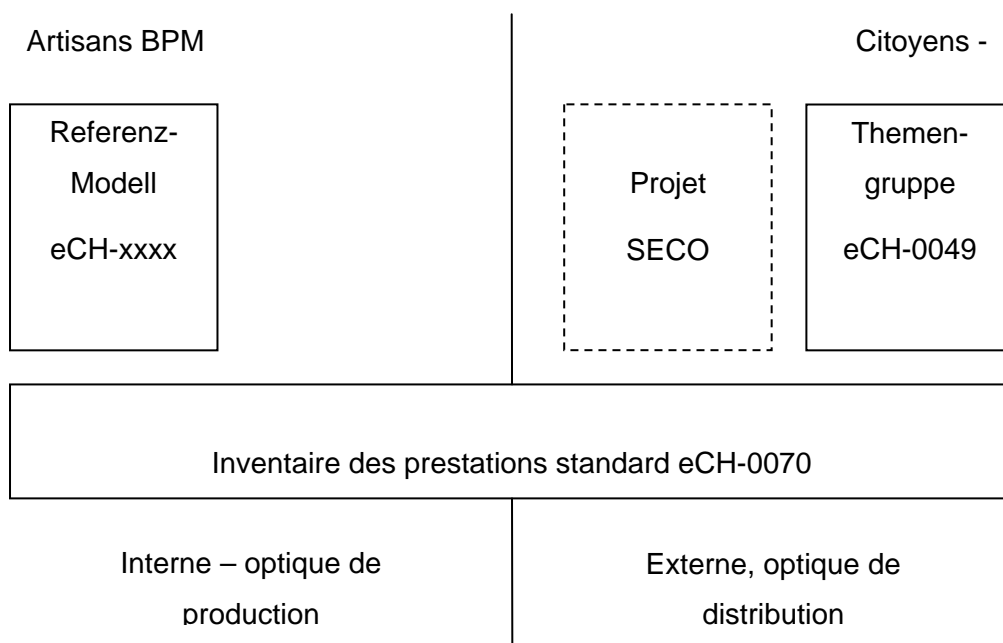 Artisans BPM
Citoyens -
Referenz-
Modell
eCH-xxxx
Projet
SECO
Themen-
gruppe
eCH-0049
Inventaire des prestations standard eCH-0070
Interne – optique de
production
Externe, optique de
distribution